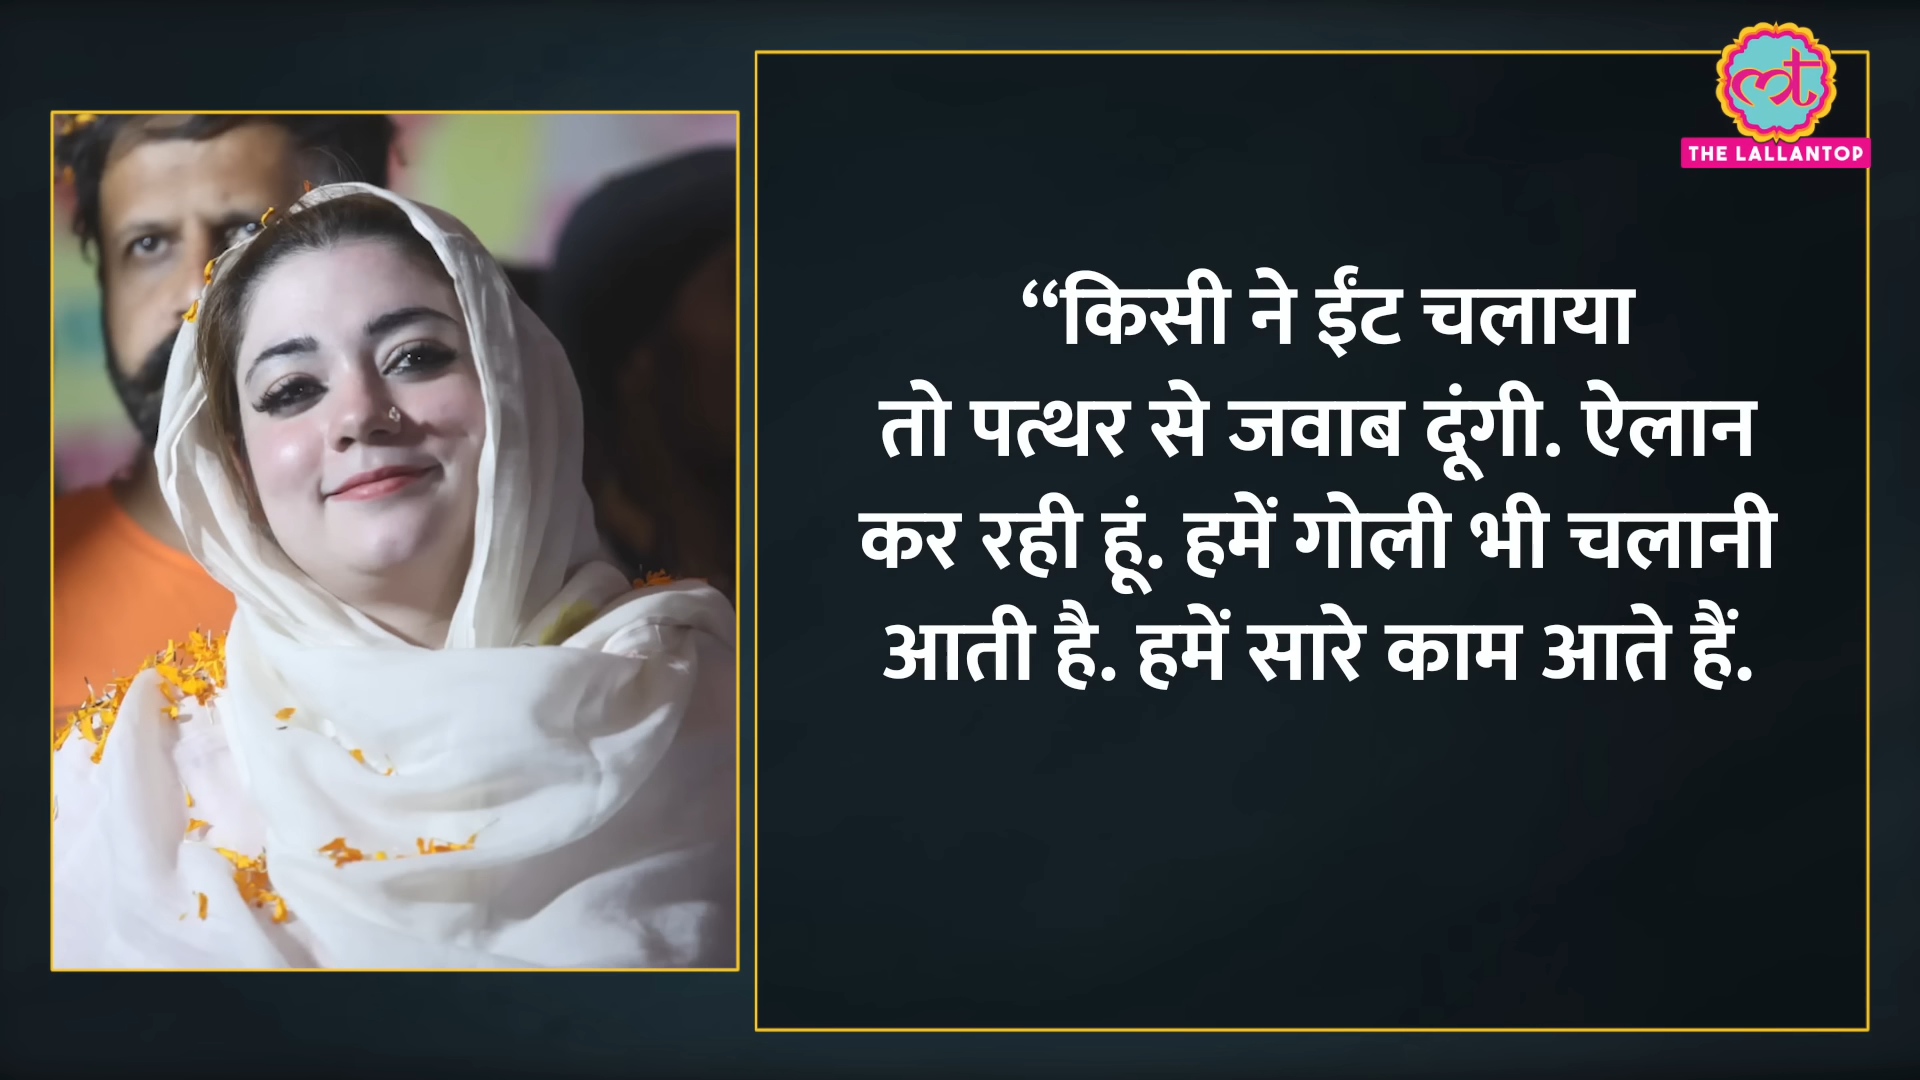 THE LALLANTOP
“किसी ने ईंट चलाया
तो पत्थर से जवाब दूंगी. ऐलान
कर रही हूं. हमें गोली भी चलानी
आती है. हमें सारे काम आते हैं.